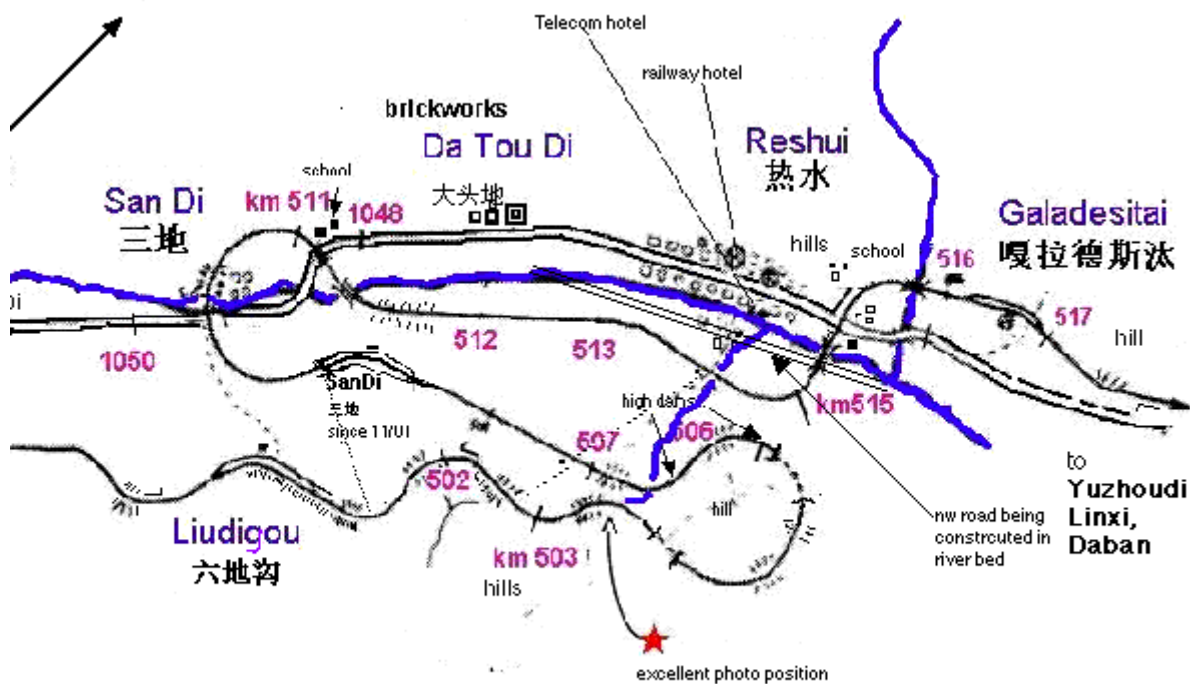 Telecom hotel
railway hotel
brickworks
Da Tou Di
大头地
Reshui
热水
school
San Di
三地
km 511
1048
hills
school
Galadesitai
嘎拉德斯汰
516
517
hill
1050
512
513
SanDi
三地
since 11/01
high dams
km515
507
506
502
hill
Liudigou
六地沟
km 503
hills
nw road being
constrcuted in
river bed
to
Yuzhoudi
Linxi,
Daban
excellent photo position